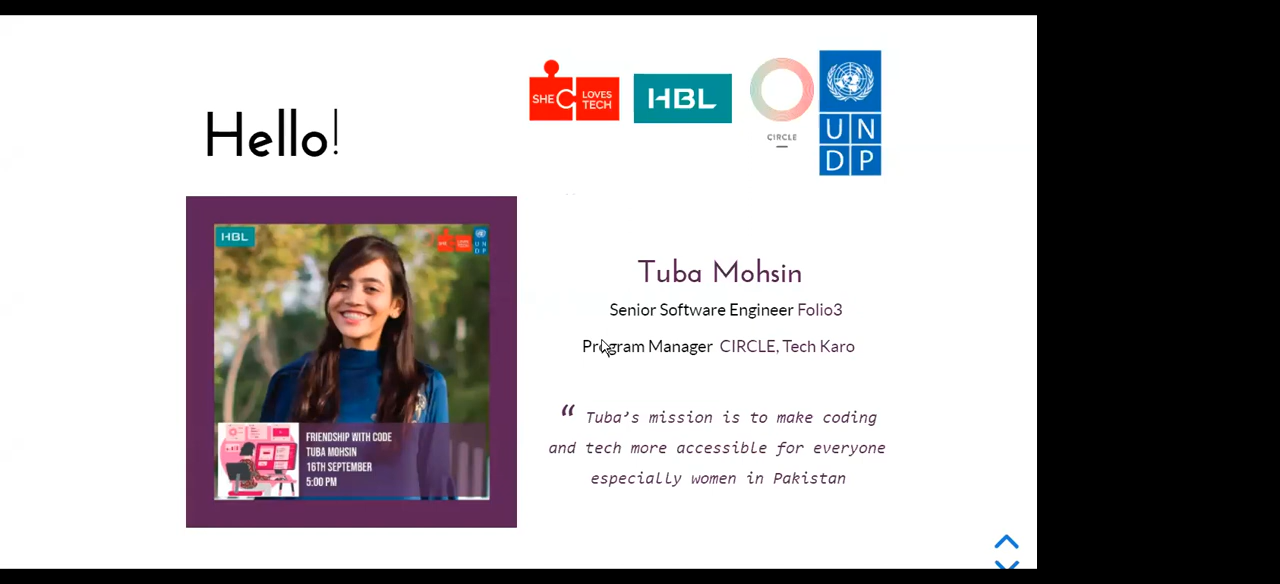 SHE LOVES TECH
HBL
CIRCLE
UN
DP
Hello!
HBL
FRIENDSHIP WITH CODE
TUBA MOHSIN
16TH SEPTEMBER
5:00 PM
Tuba Mohsin
Senior Software Engineer Folio3
Program Manager CIRCLE, Tech Karo
“ Tuba’s mission is to make coding
and tech more accessible for everyone
especially women in Pakistan